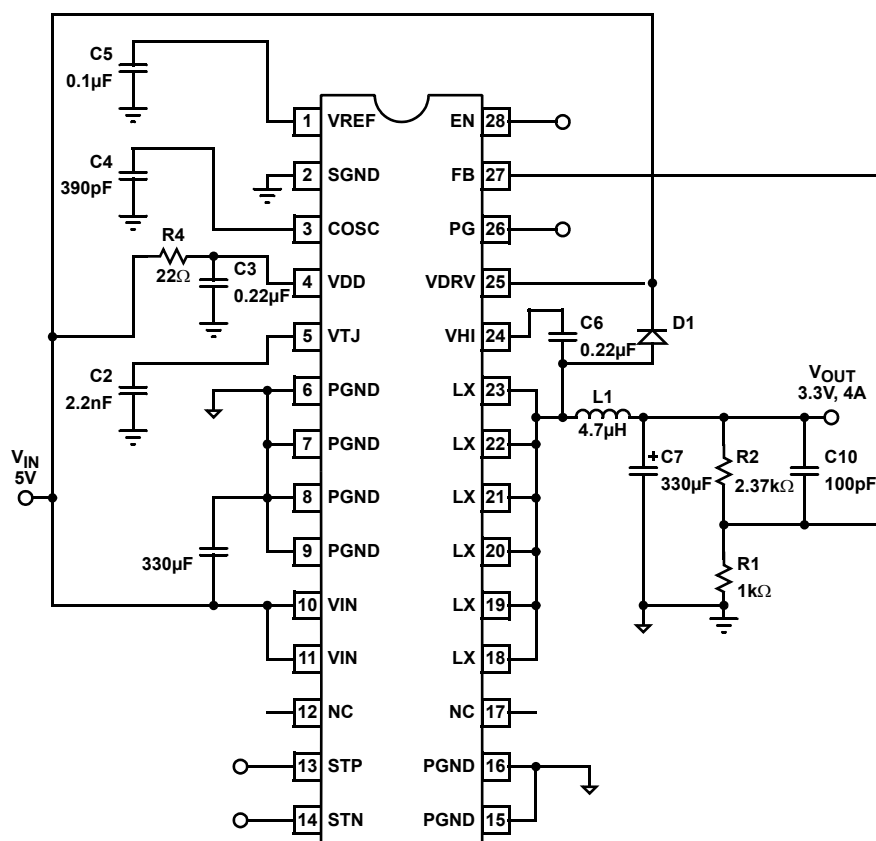 C5
0.1µF
1 VREF
EN 28
C4
390pF
2 SGND
FB 27
3 COSC
PG 26
R4
22Ω
C3
0.22µF
4 VDD
VDRV 25
5 VTJ
VHI 24
C6
0.22µF
D1
C2
2.2nF
6 PGND
LX 23
L1
4.7µH
VOUT
3.3V, 4A
7 PGND
LX 22
VIN
5V
+ C7
330µF
R2
2.37kΩ
C10
100pF
8 PGND
LX 21
330µF
9 PGND
LX 20
R1
1kΩ
10 VIN
LX 19
11 VIN
LX 18
12 NC
NC 17
13 STP
PGND 16
14 STN
PGND 15